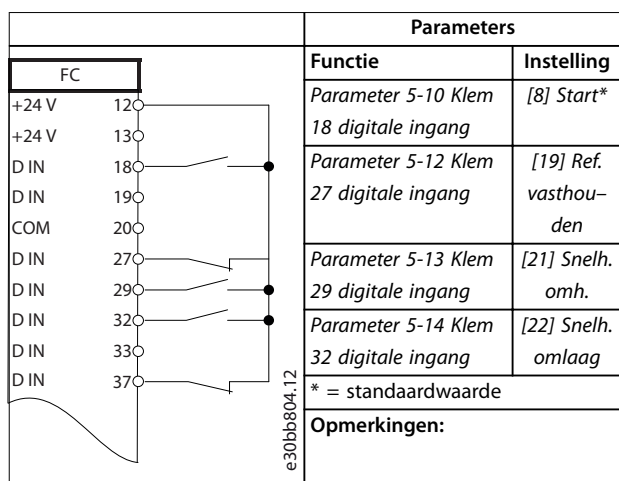 Parameters
FC
+24 V 12
+24 V 13
D IN 18
D IN 19
COM 20
D IN 27
D IN 29
D IN 32
D IN 33
D IN 37
e30bb804.12
Functie Instelling
Parameter 5-10 Klem [8] Start*
18 digitale ingang
Parameter 5-12 Klem [19] Ref.
27 digitale ingang vasthou–
den
Parameter 5-13 Klem [21] Snelh.
29 digitale ingang omh.
Parameter 5-14 Klem [22] Snelh.
32 digitale ingang omlaag
* = standaardwaarde
Opmerkingen: